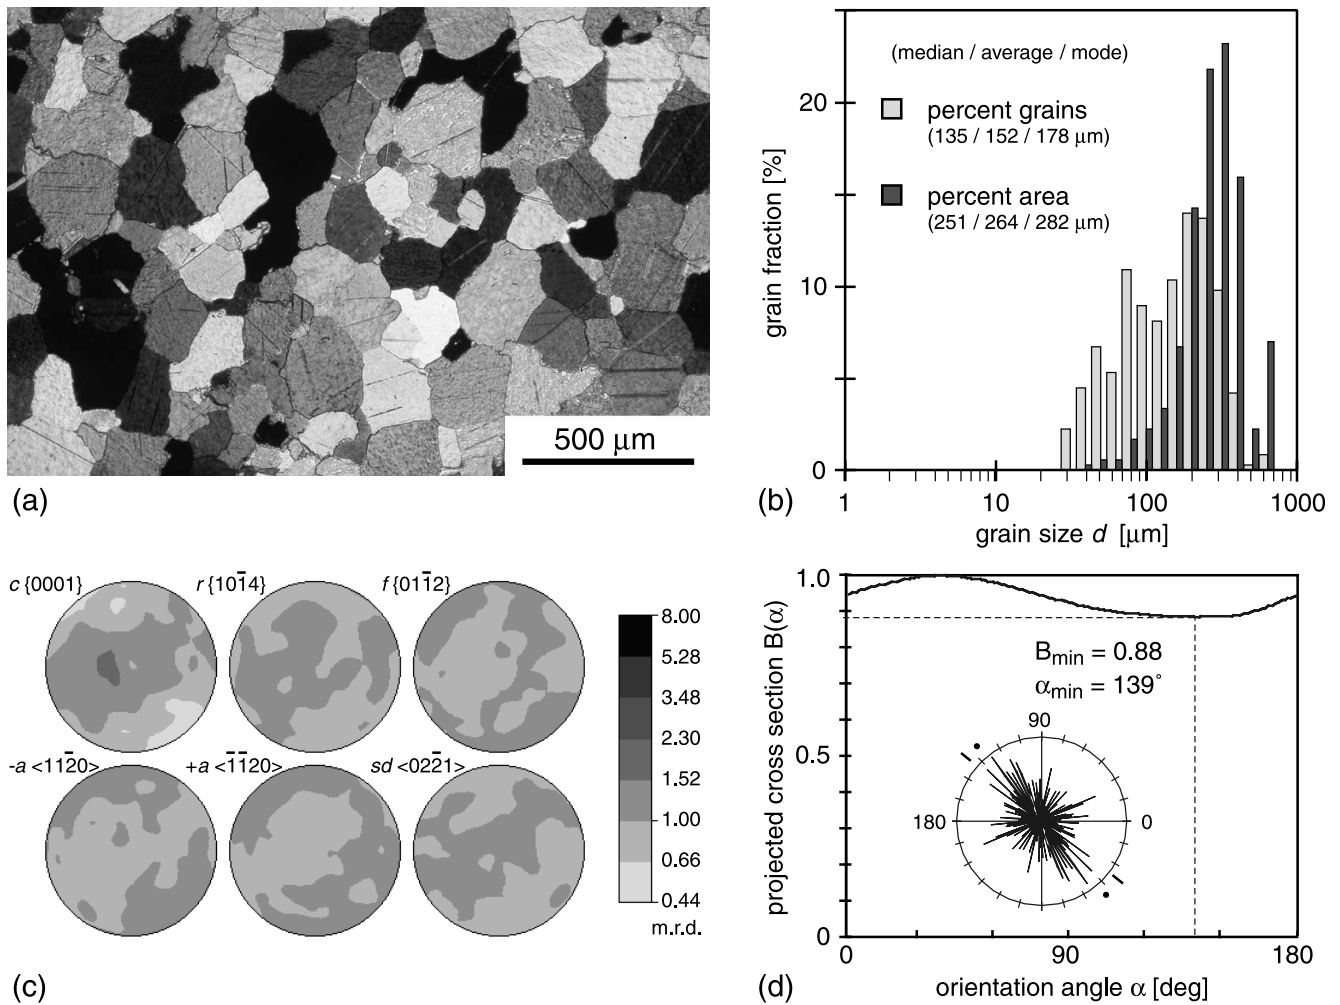 500 μm
(a)
(median / average / mode)
percent grains
(135 / 152 / 178 μm)
percent area
(251 / 264 / 282 μm)
grain fraction [%]
20
10
0
1
10
100
1000
grain size d [μm]
(b)
c {0001}
r {101̅4}
f {011̅2}
-a <112̅0>
+a <1̅1̅20>
sd <022̅1>
8.00
5.28
3.48
2.30
1.52
1.00
0.66
0.44
m.r.d.
(c)
projected cross section B(α)
1.0
0.5
0
Bmin = 0.88
αmin = 139°
90
180
0
0
90
180
orientation angle α [deg]
(d)